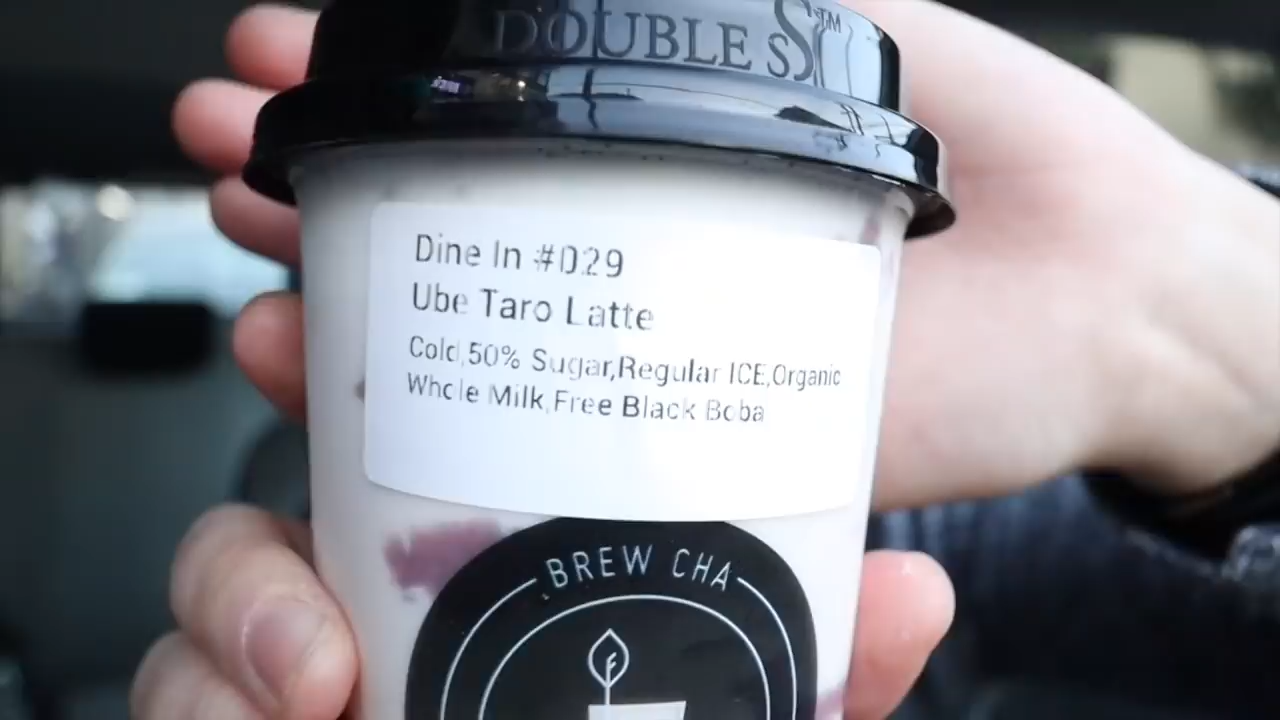 DOUBLE S™
Dine In #029
Ube Taro Latte
Cold,50% Sugar,Regular ICE,Organic
Whole Milk,Free Black Boba
BREW CHA